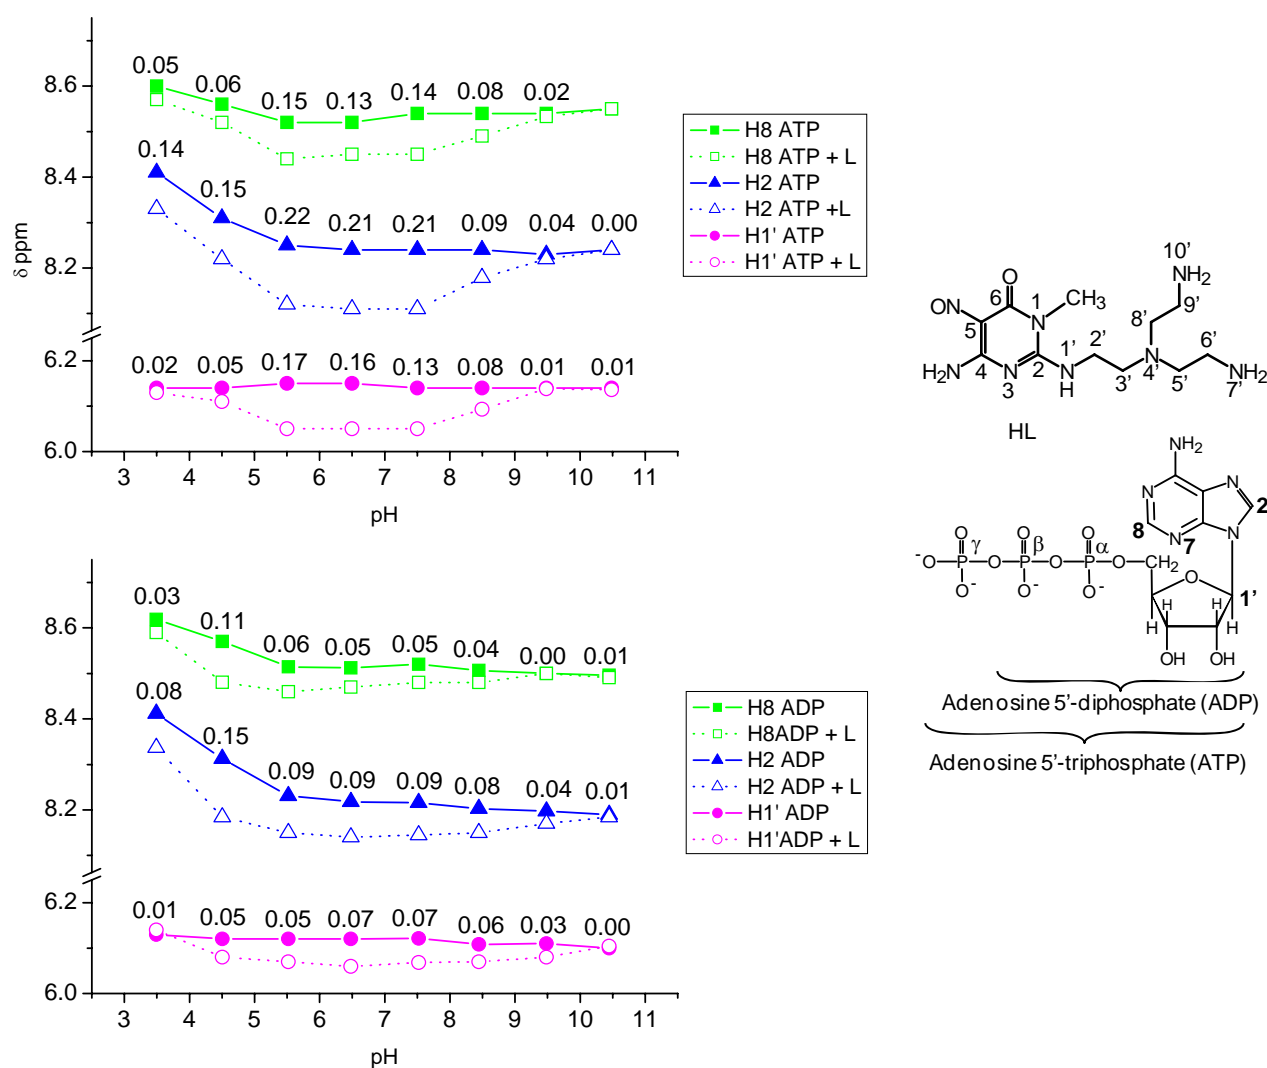 0.05 0.06 0.15 0.13 0.14 0.08 0.02
8.6
0.14 0.15 0.22 0.21 0.21 0.09 0.04 0.00
8.4
8.2
δ ppm
0.02 0.05 0.17 0.16 0.13 0.08 0.01 0.01
6.2
6.0
3 4 5 6 7 8 9 10 11
pH
H8 ATP
H8 ATP + L
H2 ATP
H2 ATP +L
H1' ATP
H1' ATP + L
0.03 0.11 0.06 0.05 0.05 0.04 0.00 0.01
8.6
0.08 0.15 0.09 0.09 0.09 0.08 0.04 0.01
8.4
8.2
0.01 0.05 0.05 0.07 0.07 0.06 0.03 0.00
6.2
6.0
3 4 5 6 7 8 9 10 11
pH
H8 ADP
H8ADP + L
H2 ADP
H2 ADP + L
H1' ADP
H1'ADP + L
10'
NH2
O
6 1 CH3 9'
ON N 8'
5 1' 2' 6'
H2N 4 N 2 N N NH2
3 H 3' 4' 5' 7'
HL
NH2
N N
8 N 7 N 2
O γ O β O α
-O P O P O P O CH2 O
O- O- O- 1'
H H H H
OH OH
Adenosine 5'-diphosphate (ADP)
Adenosine 5'-triphosphate (ATP)